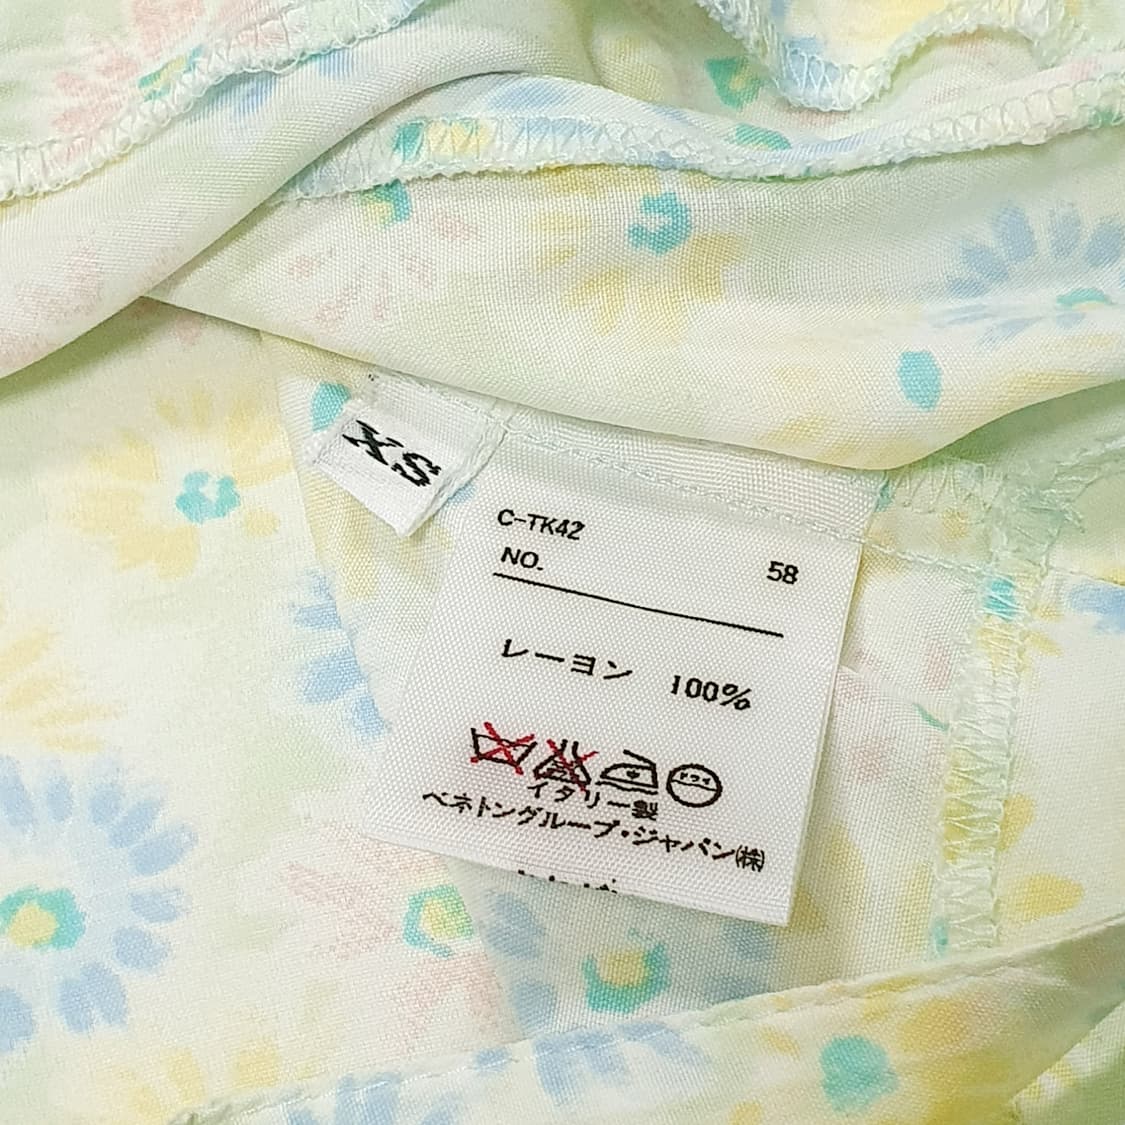 XS
C-TK42
NO. 58
レーヨン 100%
ドライ
イタリー製
ベネトングループ・ジャパン㈱